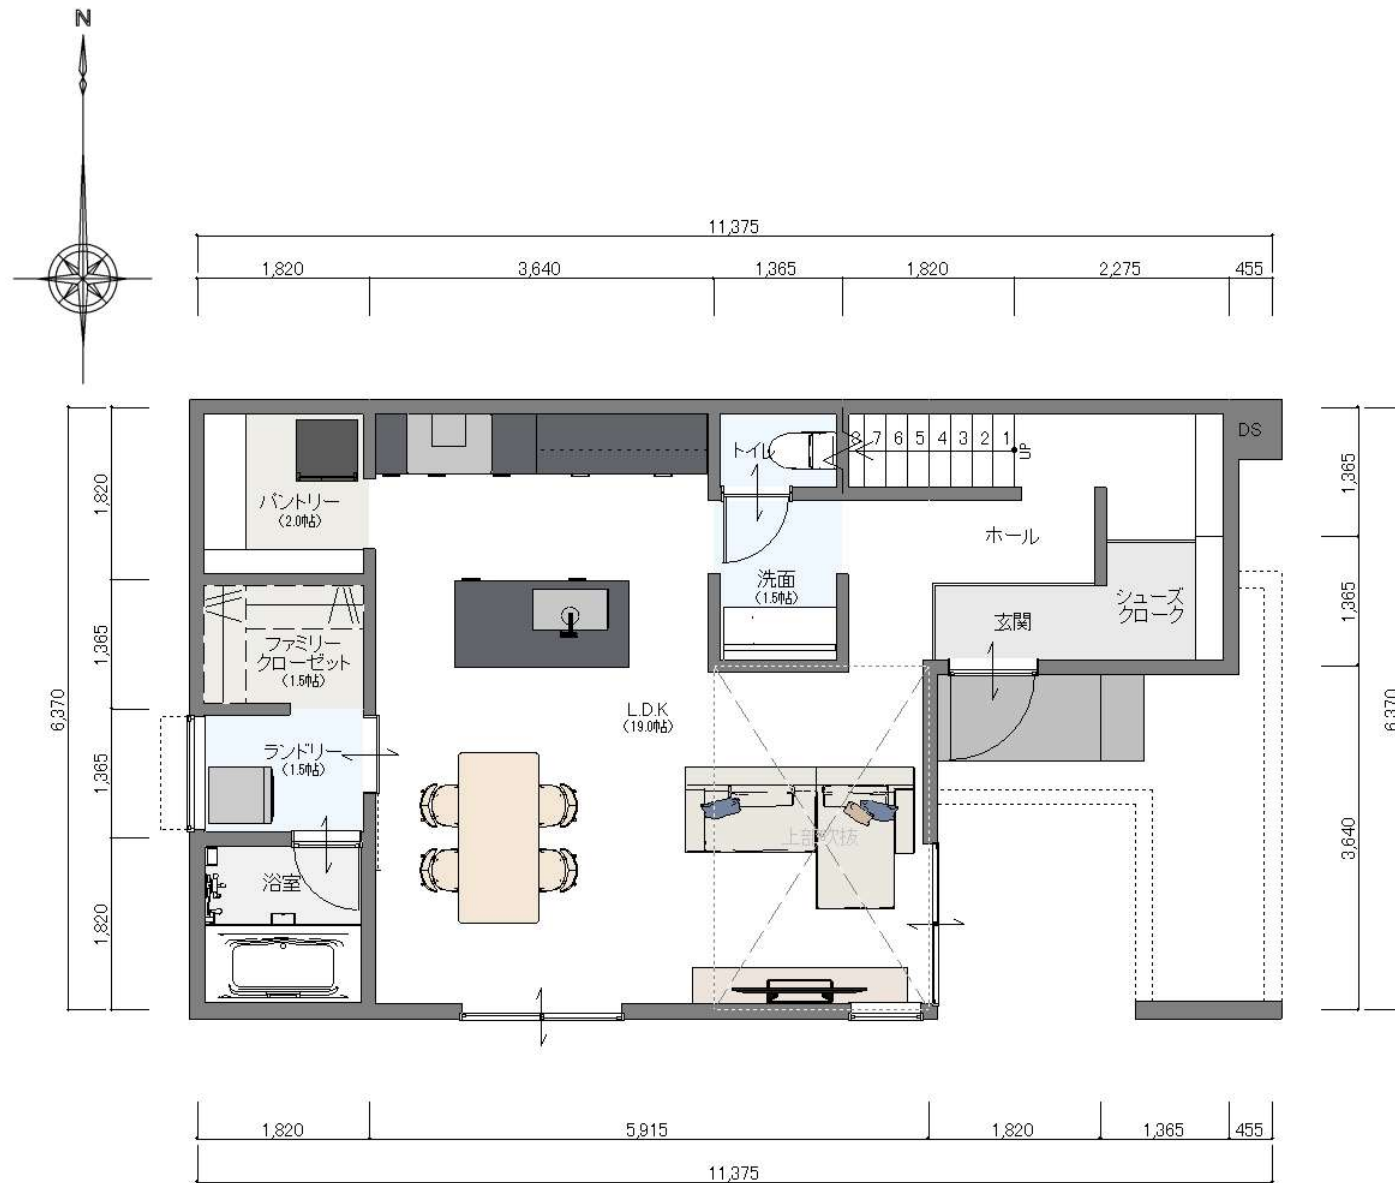 N
11,375
1,820
3,640
1,365
1,820
2,275
455
DS
トイレ
8
7
6
5
4
3
2
1
UP
パントリー
(2.0帖)
ホール
洗面
(1.5帖)
シューズ
クローク
玄関
ファミリー
クローゼット
(1.5帖)
L.D.K
(19.0帖)
ランドリー
(1.5帖)
上部吹抜
浴室
6,370
1,820
1,365
1,365
1,820
1,365
1,365
3,640
6,370
1,820
5,915
1,820
1,365
455
11,375